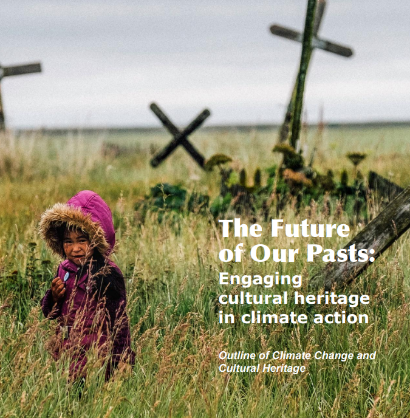 The Future
of Our Pasts:
Engaging
cultural heritage
in climate action
Outline of Climate Change and
Cultural Heritage